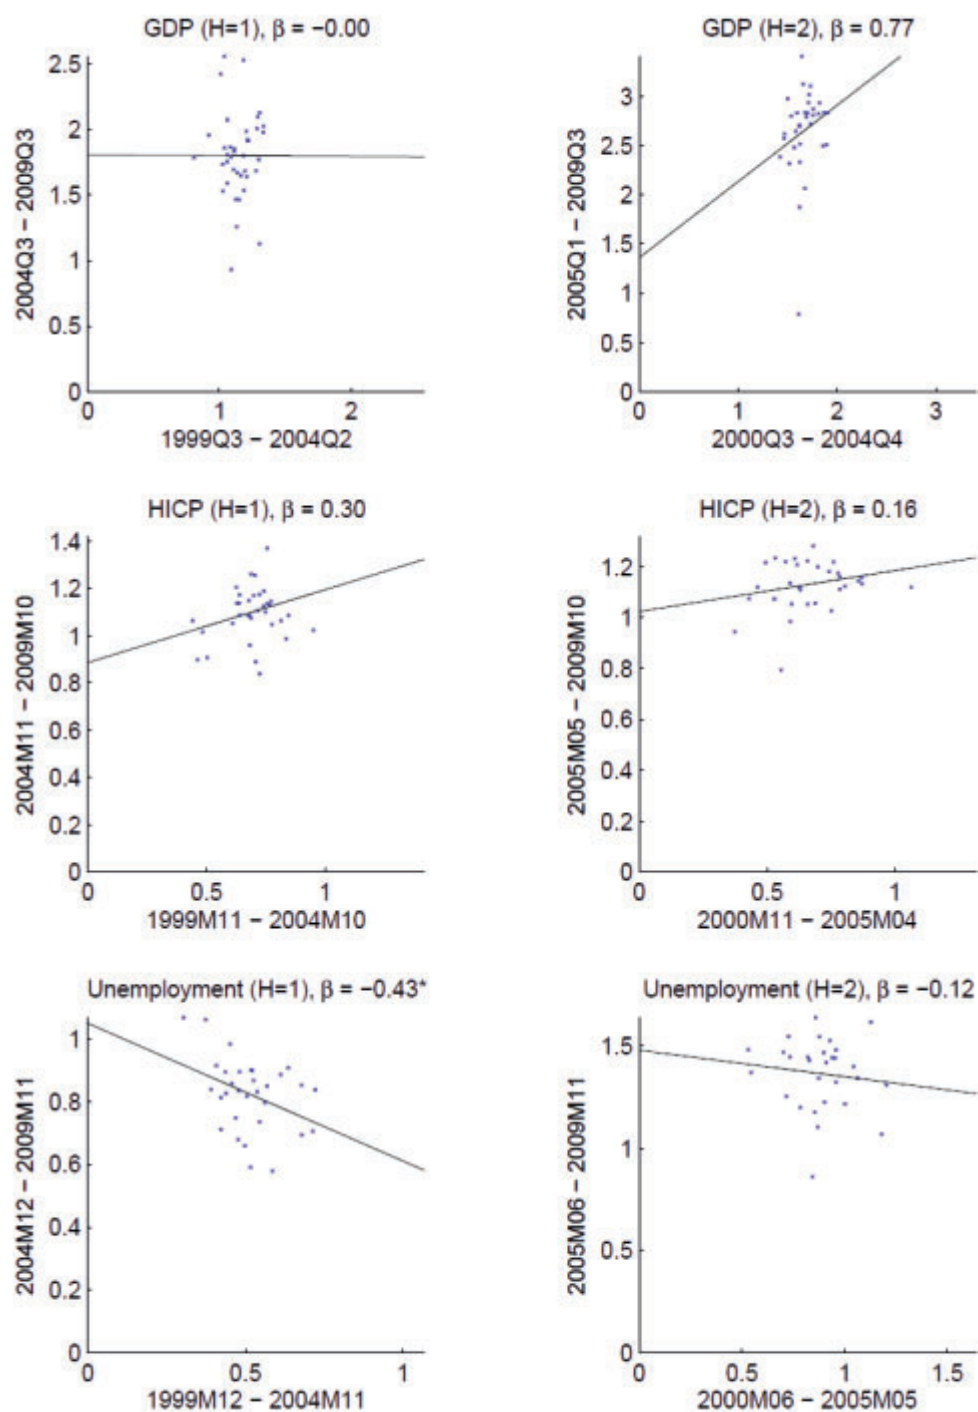 GDP (H=1), β = −0.00
2.5
2
1.5
1
0.5
0
0 1 2
2004Q3 − 2009Q3
1999Q3 − 2004Q2
GDP (H=2), β = 0.77
3
2.5
2
1.5
1
0.5
0
0 1 2 3
2005Q1 − 2009Q3
2000Q3 − 2004Q4
HICP (H=1), β = 0.30
1.4
1.2
1
0.8
0.6
0.4
0.2
0
0 0.5 1
2004M11 − 2009M10
1999M11 − 2004M10
HICP (H=2), β = 0.16
1.2
1
0.8
0.6
0.4
0.2
0
0 0.5 1
2005M05 − 2009M10
2000M11 − 2005M04
Unemployment (H=1), β = −0.43*
1
0.8
0.6
0.4
0.2
0
0 0.5 1
2004M12 − 2009M11
1999M12 − 2004M11
Unemployment (H=2), β = −0.12
1.5
1
0.5
0
0 0.5 1 1.5
2005M06 − 2009M11
2000M06 − 2005M05